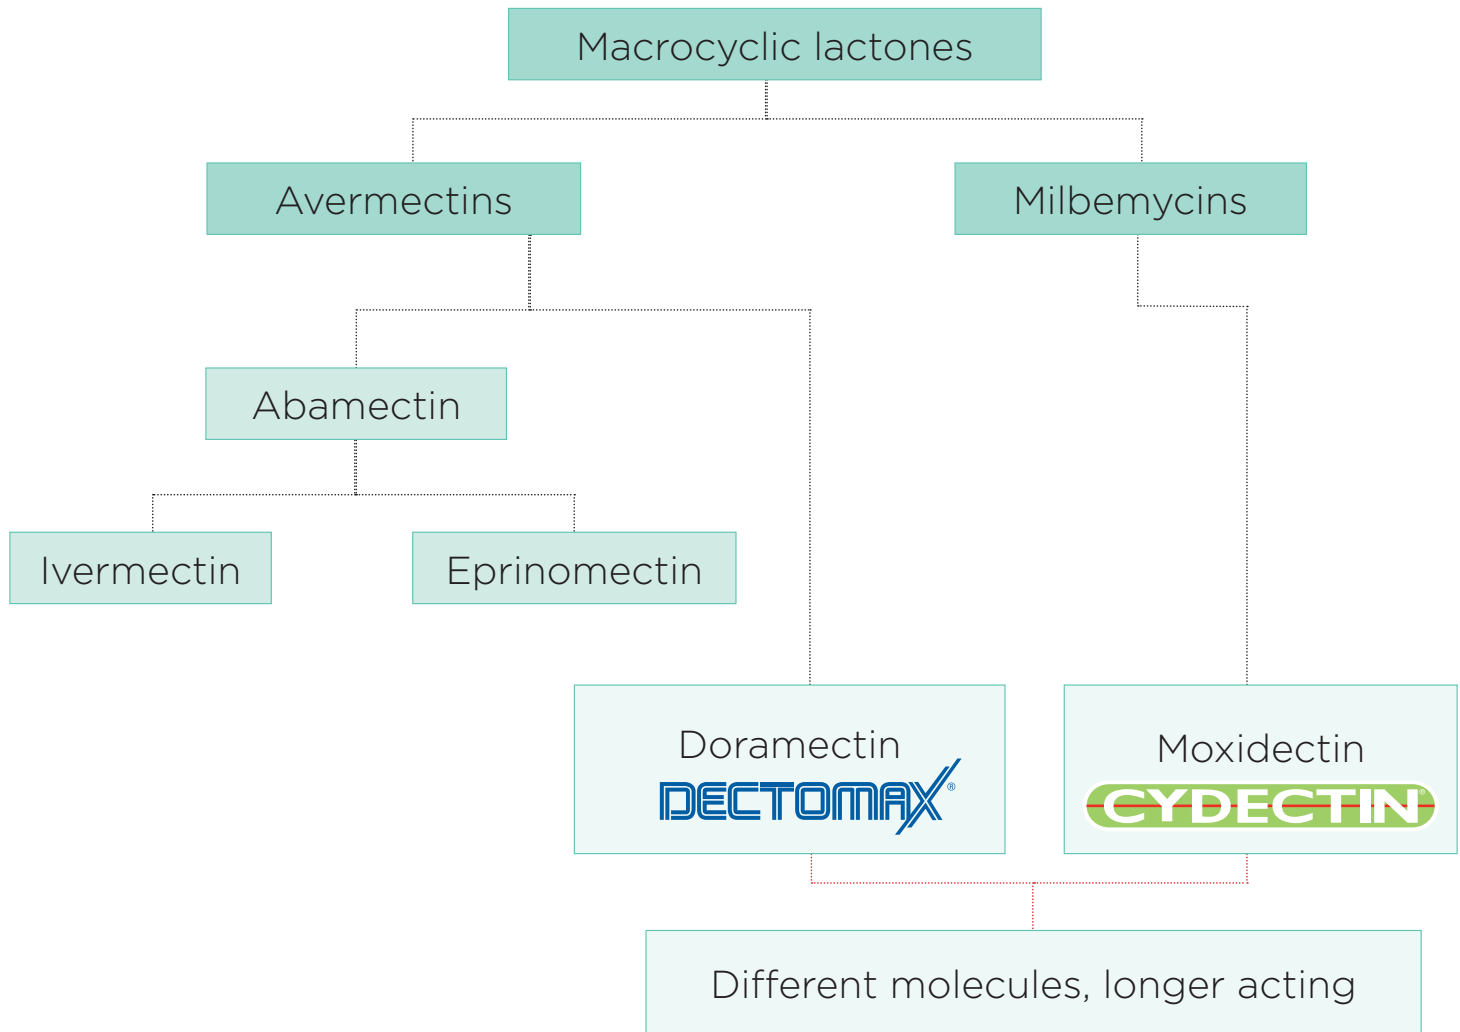 Macrocyclic lactones
Avermectins
Milbemycins
Abamectin
Ivermectin
Eprinomectin
Doramectin
DECTOMAX®
Moxidectin
CYDECTIN®
Different molecules, longer acting